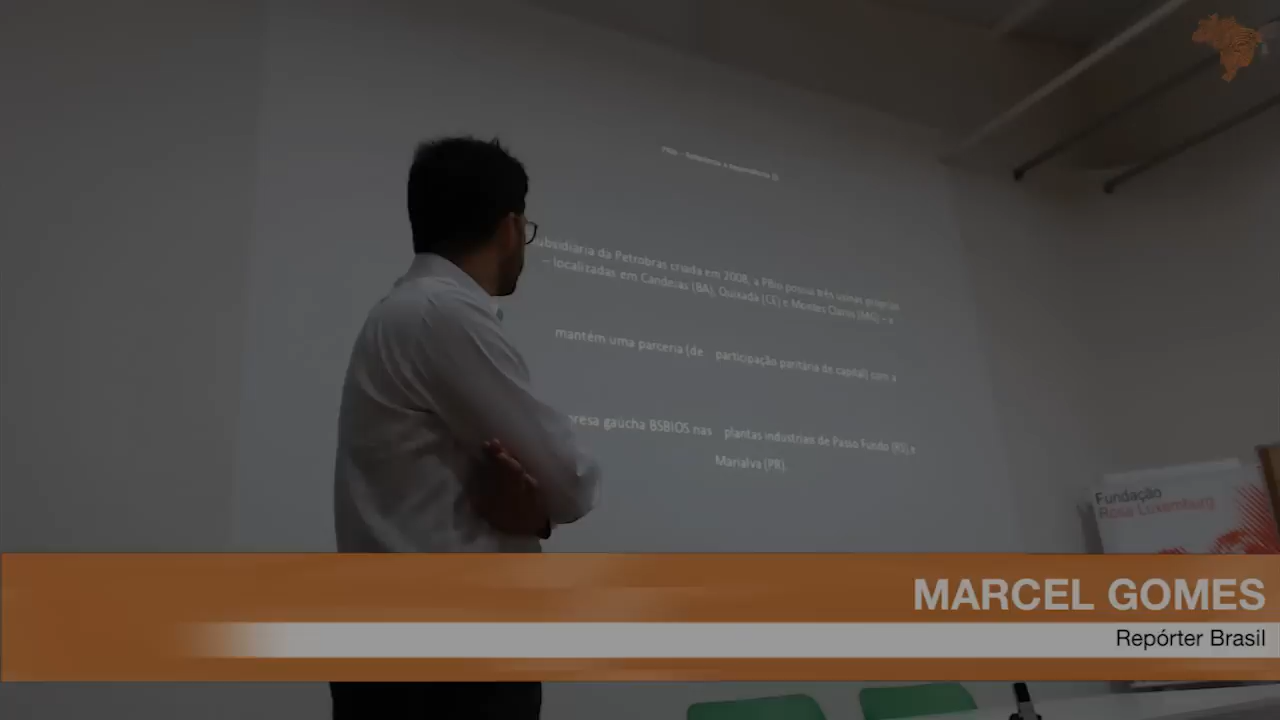 subsidiária da Petrobras criada em 2008, a PBio possui três usinas próprias
– localizadas em Candeias (BA), Quixadá (CE) e Montes Claros (MG) – e
mantém uma parceria (de participação paritária de capital) com a
presa gaúcha BSBIOS nas plantas industriais de Passo Fundo (RS) e
Marialva (PR).
Fundação
Rosa Luxemburg
MARCEL GOMES
Repórter Brasil